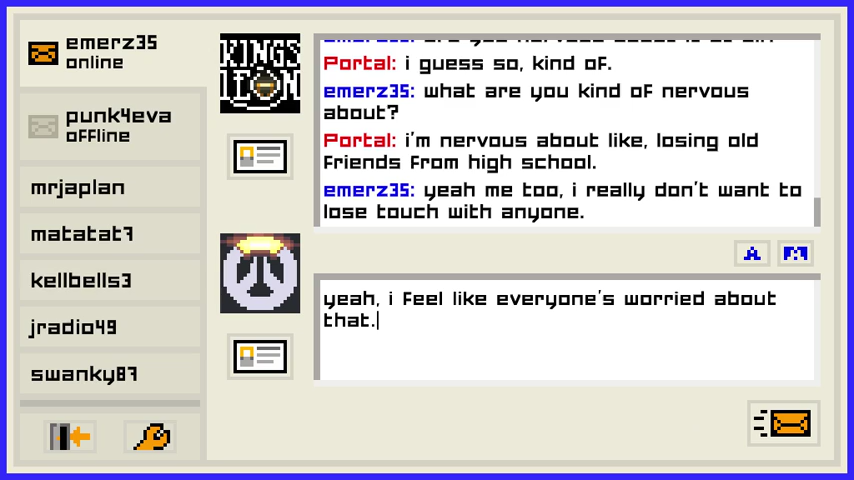 emerz35
online
punk4eva
offline
mrjaplan
matatat7
kellbells3
jradio49
swanky87
KINGS
Portal: i guess so, kind of.
emerz35: what are you kind of nervous
about?
Portal: i'm nervous about like, losing old
friends from high school.
emerz35: yeah me too, i really don't want to
lose touch with anyone.
A
yeah, i feel like everyone's worried about
that.